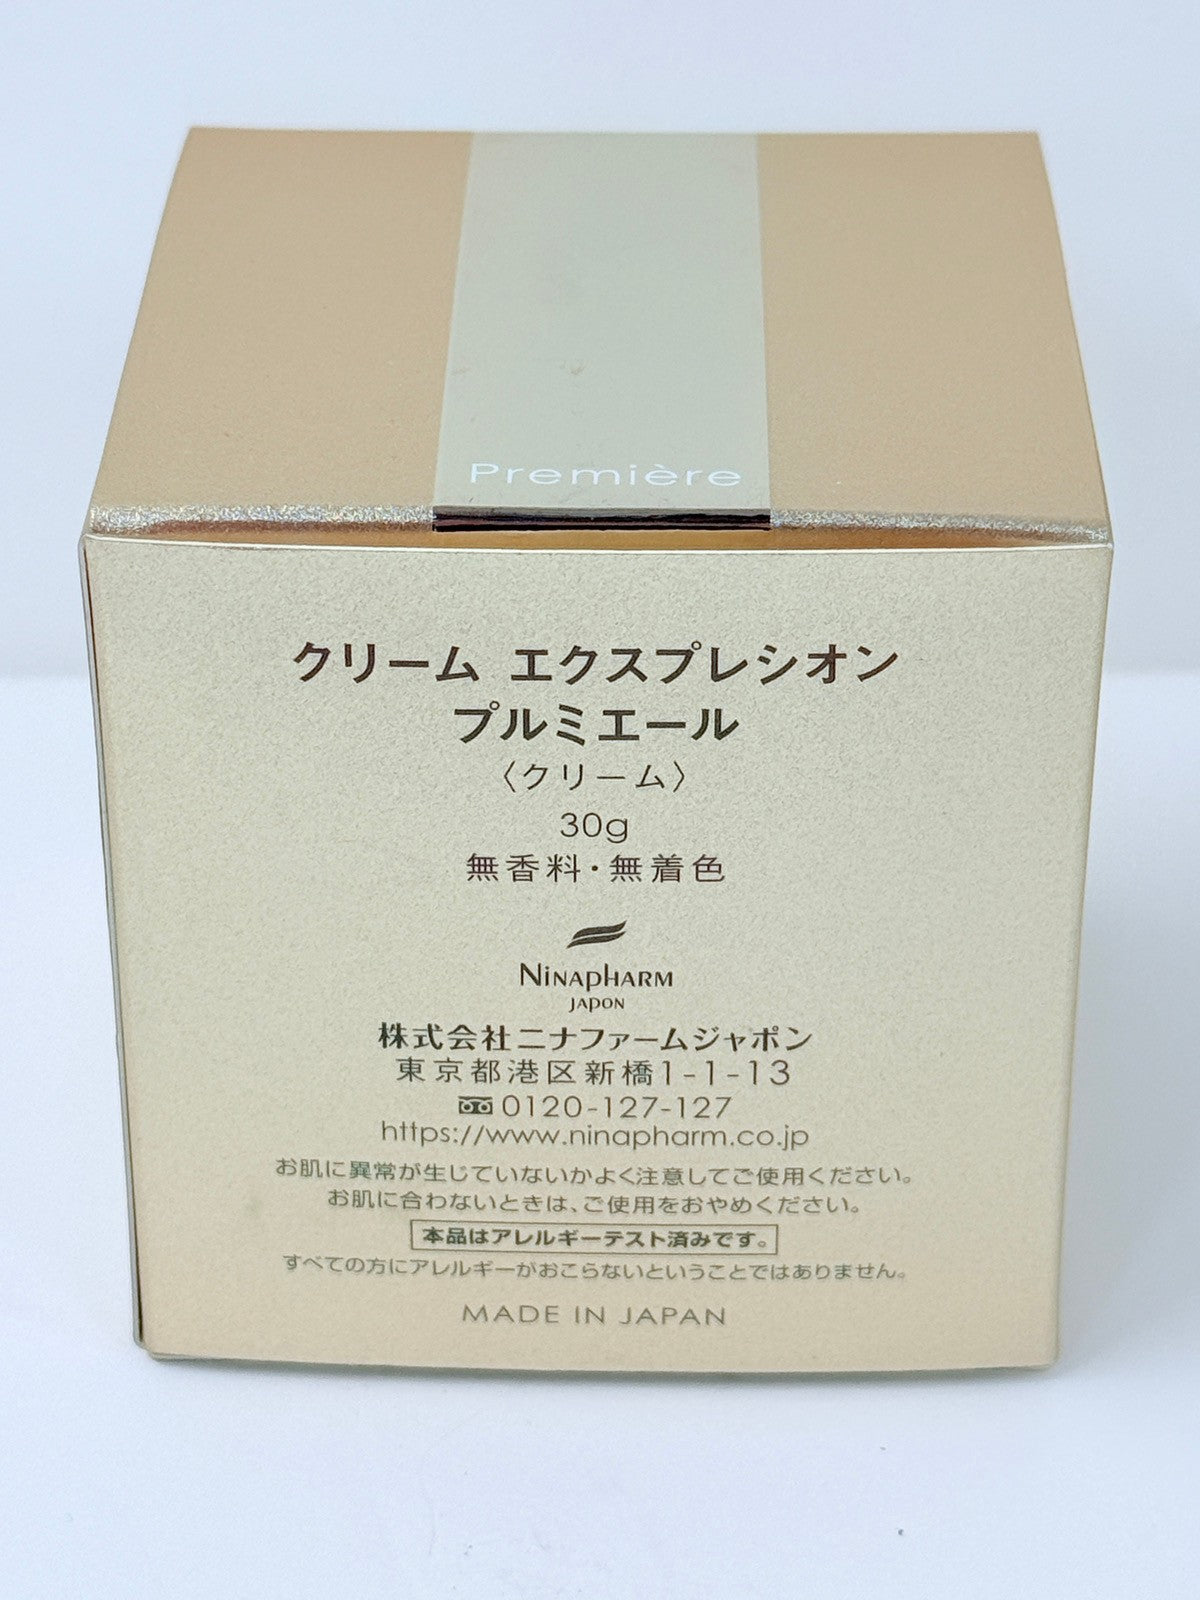 Première
クリーム エクスプレシオン
プルミエール
〈クリーム〉
30g
無香料・無着色
NINAPHARM
JAPON
株式会社ニナファームジャポン
東京都港区新橋1-1-13
0120-127-127
https://www.ninapharm.co.jp
お肌に異常が生じていないかよく注意してご使用ください。
お肌に合わないときは、ご使用をおやめください。
本品はアレルギーテスト済みです。
すべての方にアレルギーがおこらないということではありません。
MADE IN JAPAN